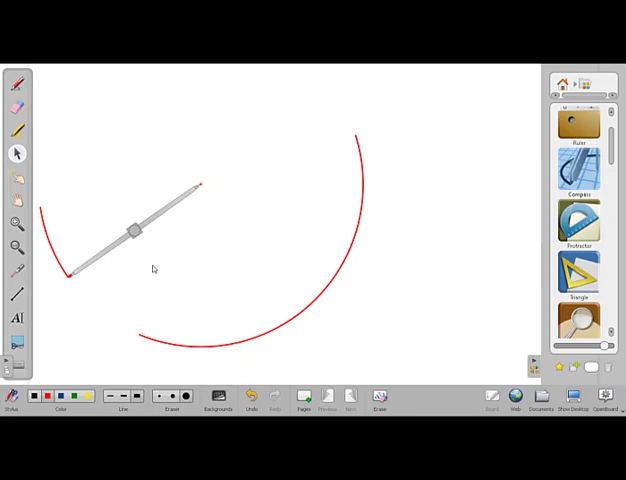 Ruler
Compass
Protractor
Triangle
AI
Stylus
Color
Line
Eraser
Backgrounds
Undo
Redo
Pages
Previous
Next
Erase
Board
Web
Documents
Show Desktop
OpenBoard